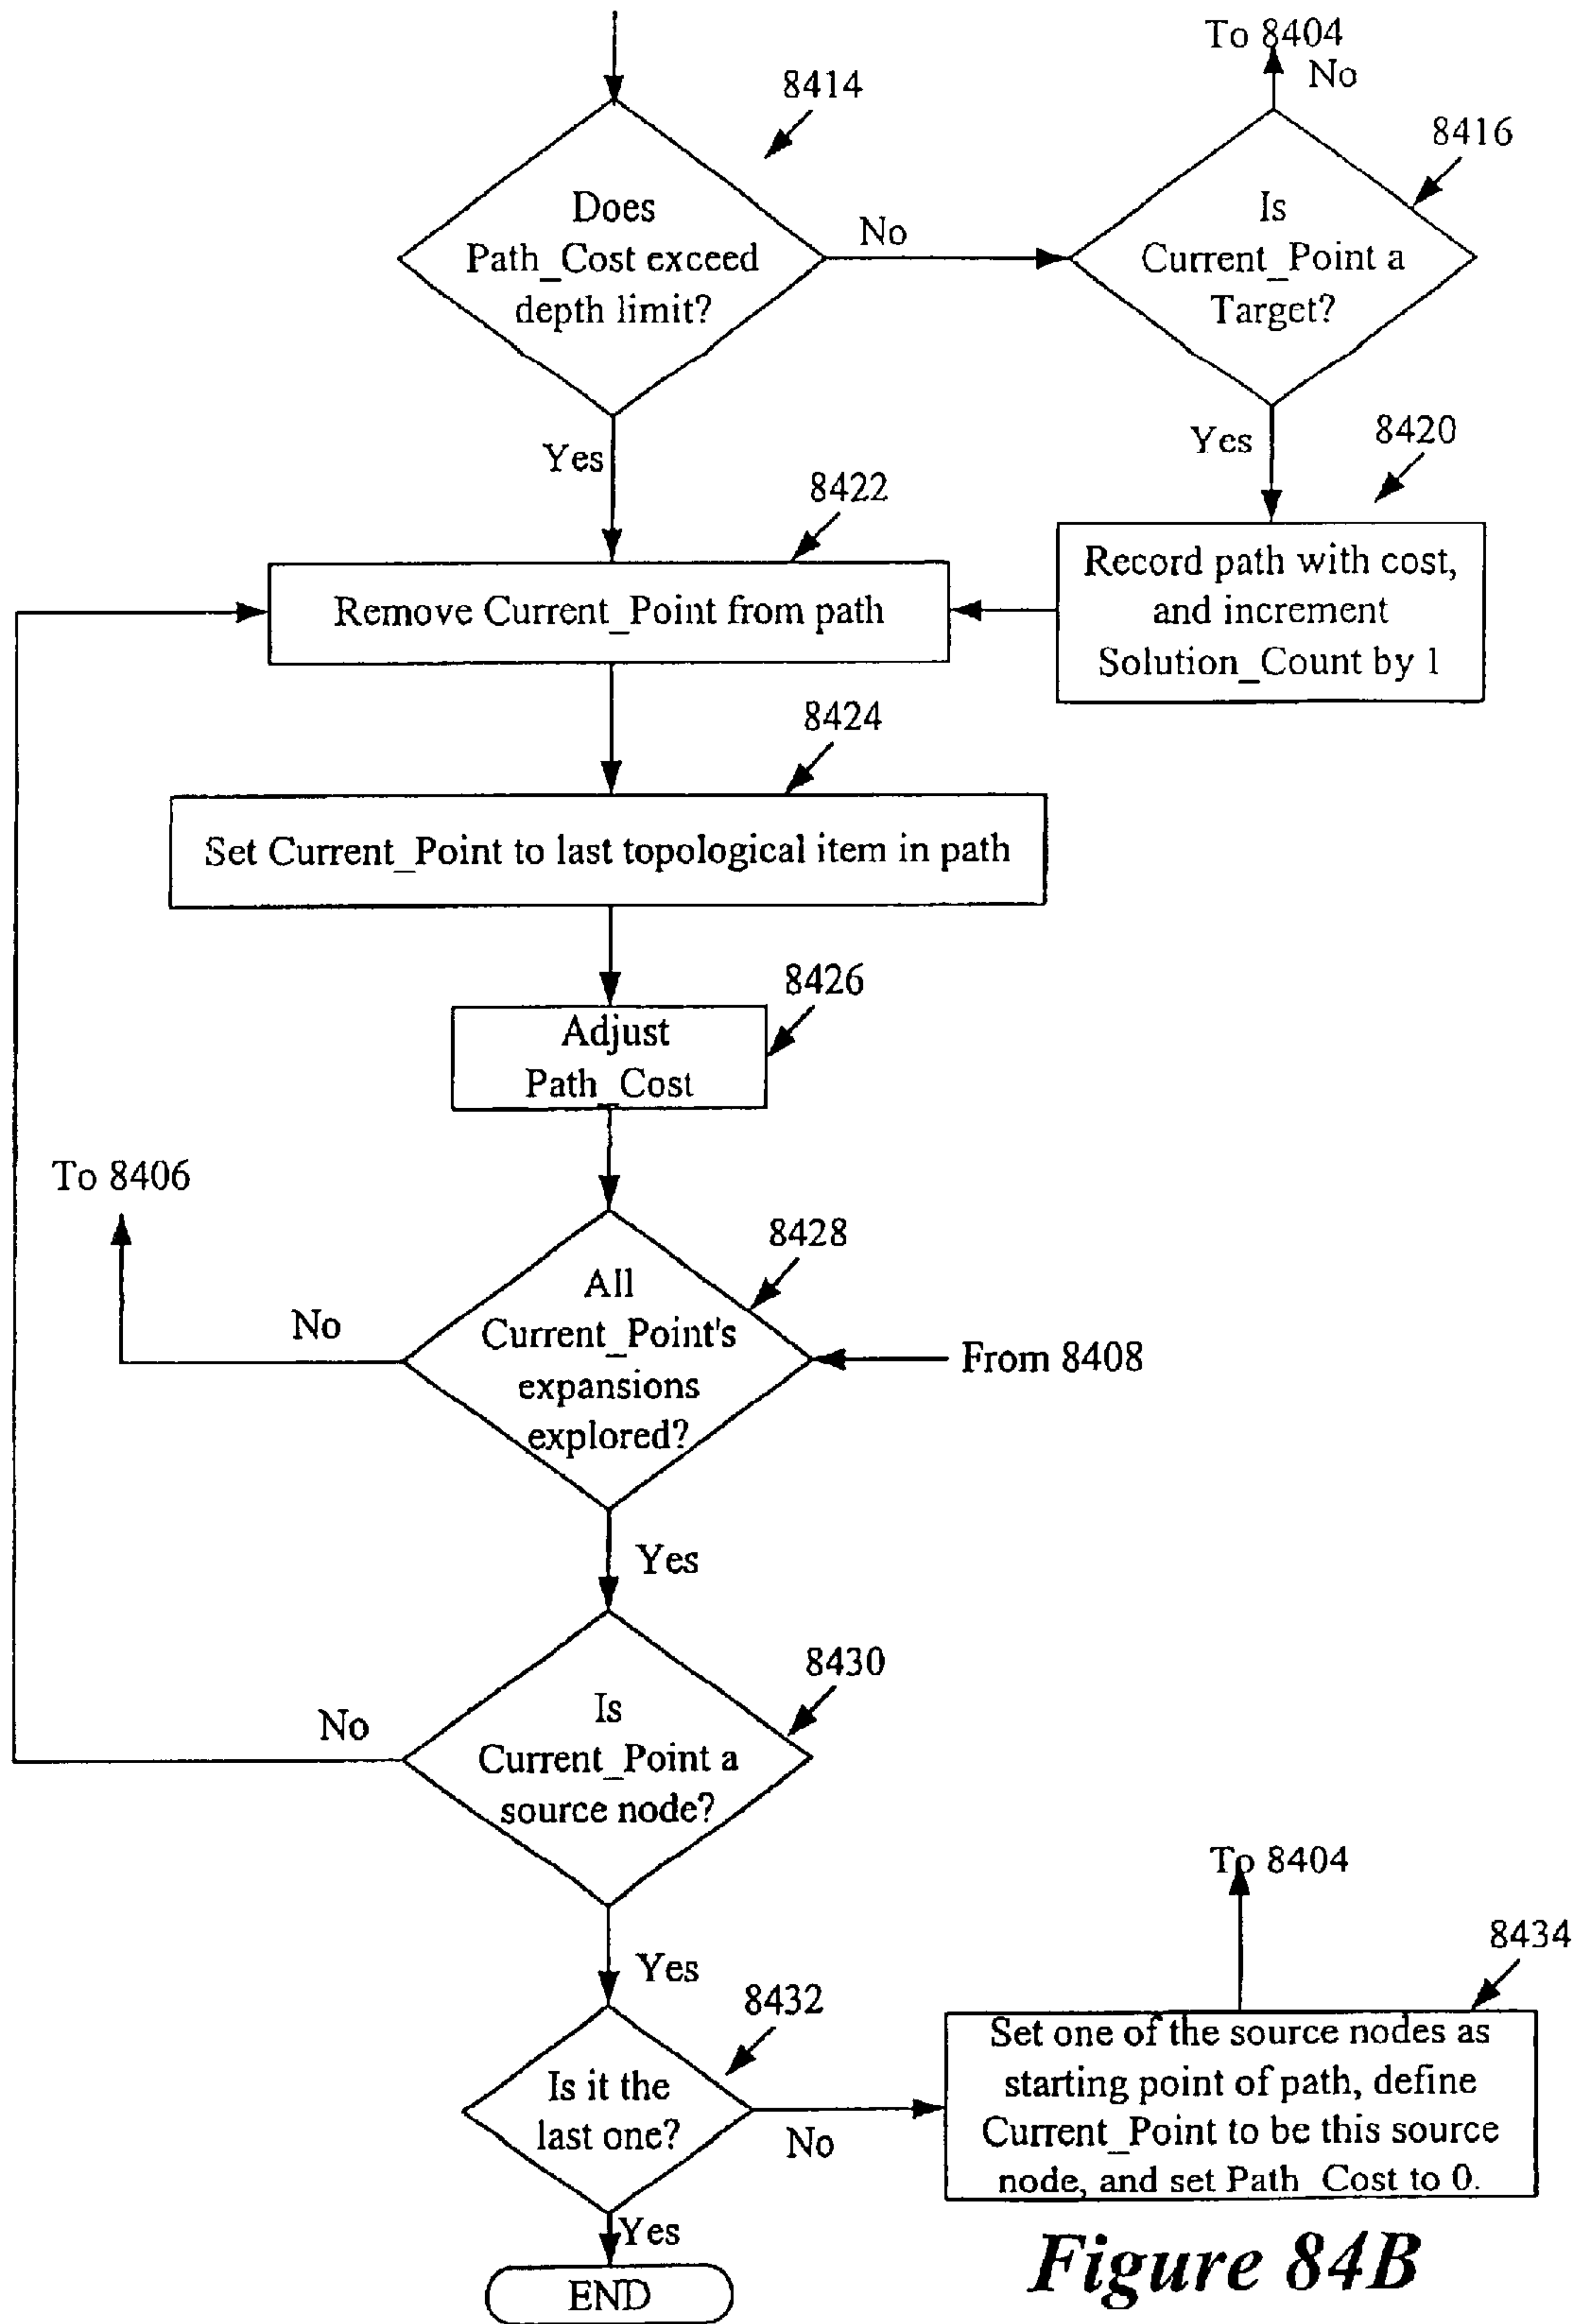 To 8404
No
8414
8416
Does
Path_Cost exceed
depth limit?
No
Is
Current_Point a
Target?
Yes
Yes
8420
8422
Remove Current_Point from path
Record path with cost,
and increment
Solution_Count by 1
8424
Set Current_Point to last topological item in path
8426
Adjust
Path_Cost
To 8406
8428
All
Current_Point's
expansions
explored?
No
From 8408
Yes
8430
Is
Current_Point a
source node?
No
To 8404
Yes
8434
8432
Is it the
last one?
No
Set one of the source nodes as
starting point of path, define
Current_Point to be this source
node, and set Path_Cost to 0.
Yes
END
Figure 84B